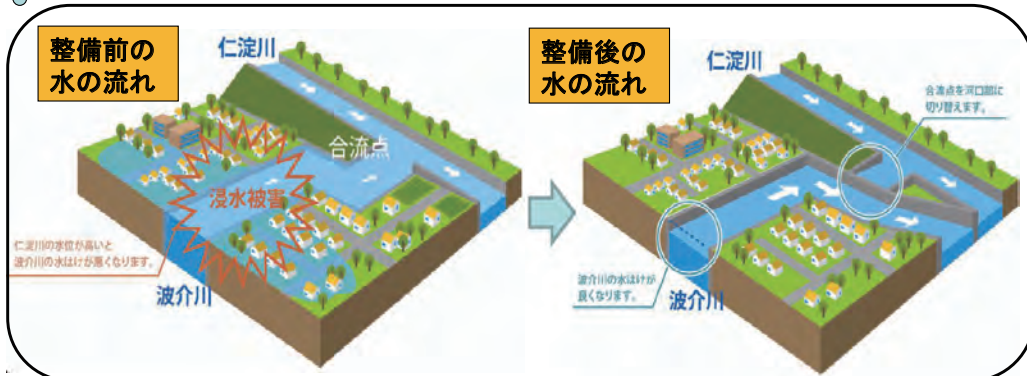 整備前の
水の流れ
仁淀川
合流点
浸水被害
仁淀川の水位が高いと
波介川の水はけが悪くなります。
波介川
整備後の
水の流れ
仁淀川
合流点を河口部に
切り替えます。
波介川の水はけが
良くなります。
波介川